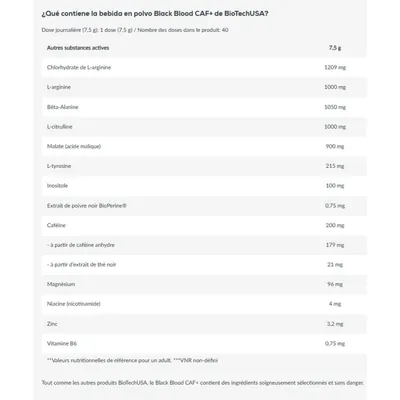 ¿Qué contiene la bebida en polvo Black Blood CAF+ de BioTechUSA?
Dose journalière (7,5 g): 1 dose (7,5 g) / Nombre des doses dans le produit: 40
Autres substances actives 7,5 g
Chlorhydrate de L-arginine 1209 mg
L-arginine 1000 mg
Bêta-Alanine 1050 mg
L-citrulline 1000 mg
Malate (acide malique) 900 mg
L-tyrosine 215 mg
Inositole 100 mg
Extrait de poivre noir BioPerine® 0,75 mg
Caféine 200 mg
- à partir de caféine anhydre 179 mg
- à partir d'extrait de thé noir 21 mg
Magnésium 96 mg
Niacine (nicotinamide) 4 mg
Zinc 3,2 mg
Vitamine B6 0,75 mg
**Valeurs nutritionnelles de référence pour un adult. ***VNR non-défini
Tout comme les autres produits BioTechUSA, le Black Blood CAF+ contient des ingrédients soigneusement sélectionnés et sans danger.